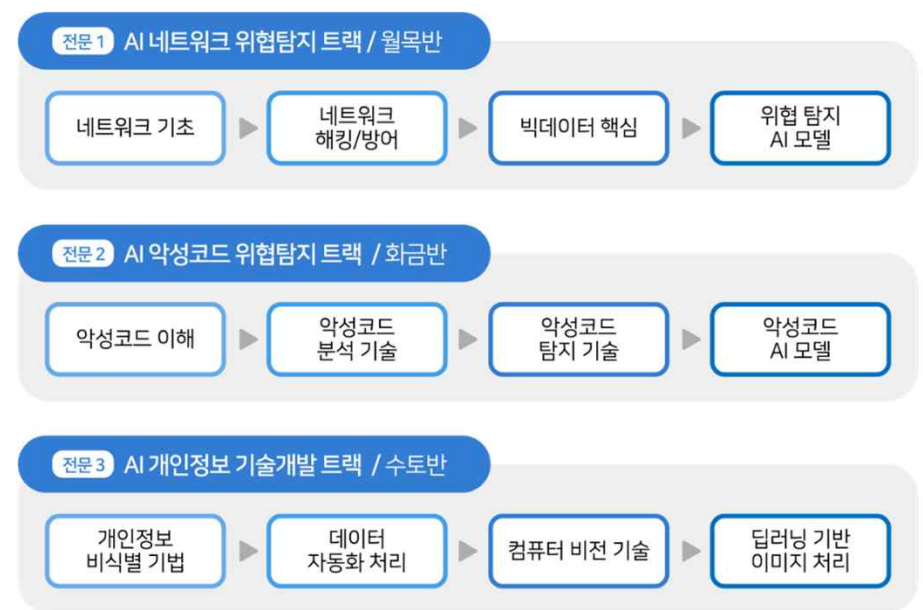 전문 1 AI 네트워크 위협탐지 트랙 / 월목반
네트워크 기초
네트워크
해킹/방어
빅데이터 핵심
위협 탐지
AI 모델
전문 2 AI 악성코드 위협탐지 트랙 / 화금반
악성코드 이해
악성코드
분석 기술
악성코드
탐지 기술
악성코드
AI 모델
전문 3 AI 개인정보 기술개발 트랙 / 수토반
개인정보
비식별 기법
데이터
자동화 처리
컴퓨터 비전 기술
딥러닝 기반
이미지 처리